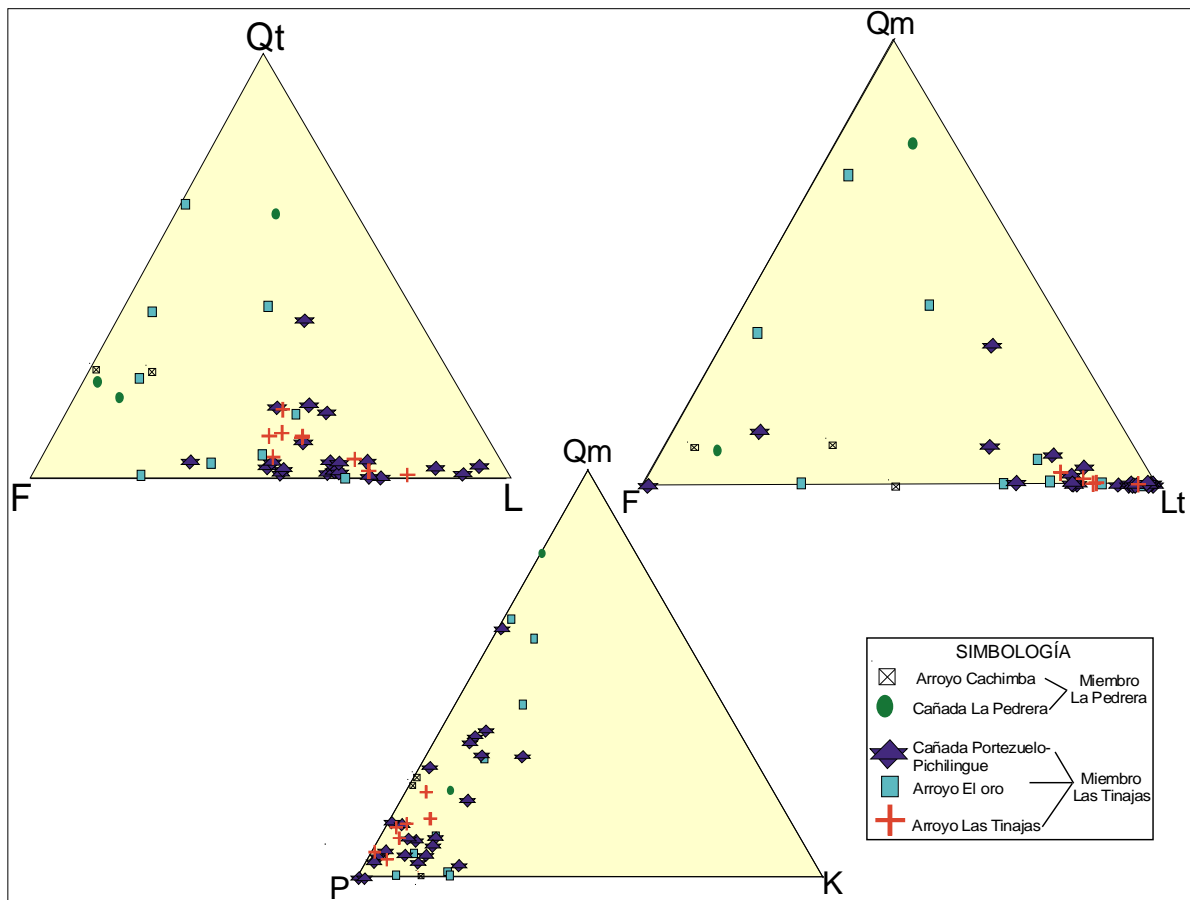 Qt
F
L
Qm
F
Lt
Qm
P
K
SIMBOLOGÍA
Arroyo Cachimba
Cañada La Pedrera
Miembro
La Pedrera
Cañada Portezuelo-
Pichilingue
Arroyo El oro
Arroyo Las Tinajas
Miembro
Las Tinajas